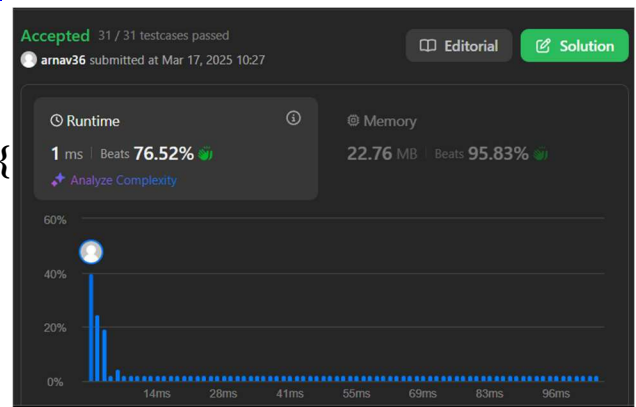 Accepted 31 / 31 testcases passed
arnav36 submitted at Mar 17, 2025 10:27
Editorial
Solution
Runtime
1 ms | Beats 76.52%
Analyze Complexity
Memory
22.76 MB | Beats 95.83%
{
60%
40%
20%
0%
14ms 28ms 41ms 55ms 69ms 83ms 96ms